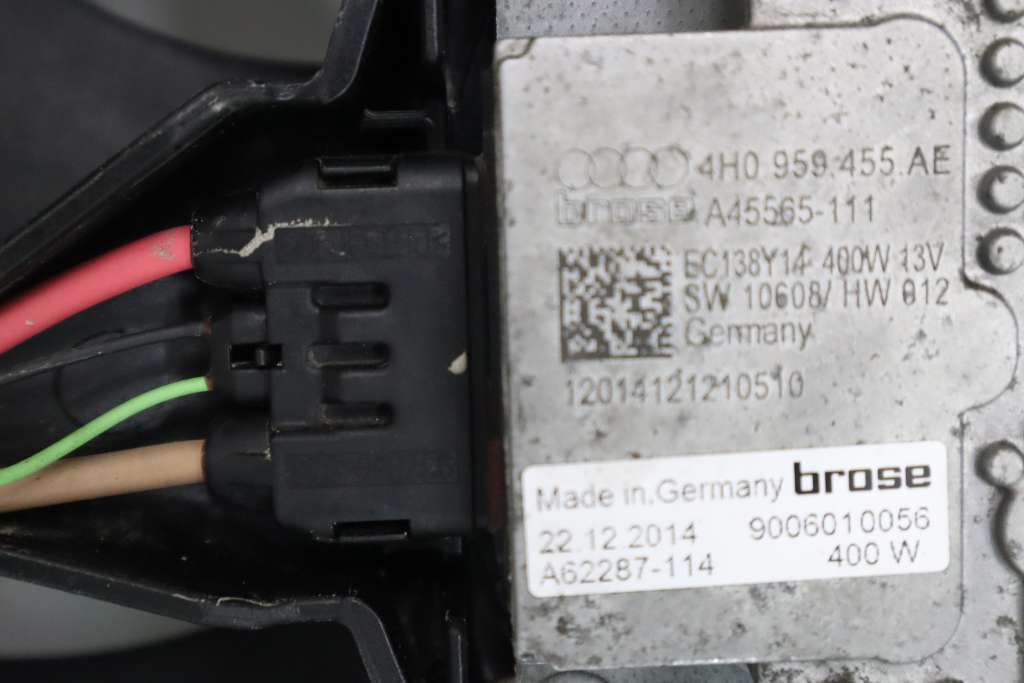 4H0 959.455 AE
brose A45565-111
EC138Y14 400W 13V
SW 10608/ HW 012
Germany
12014121210510
Made in.Germany brose
22.12.2014 9006010056
A62287-114 400 W